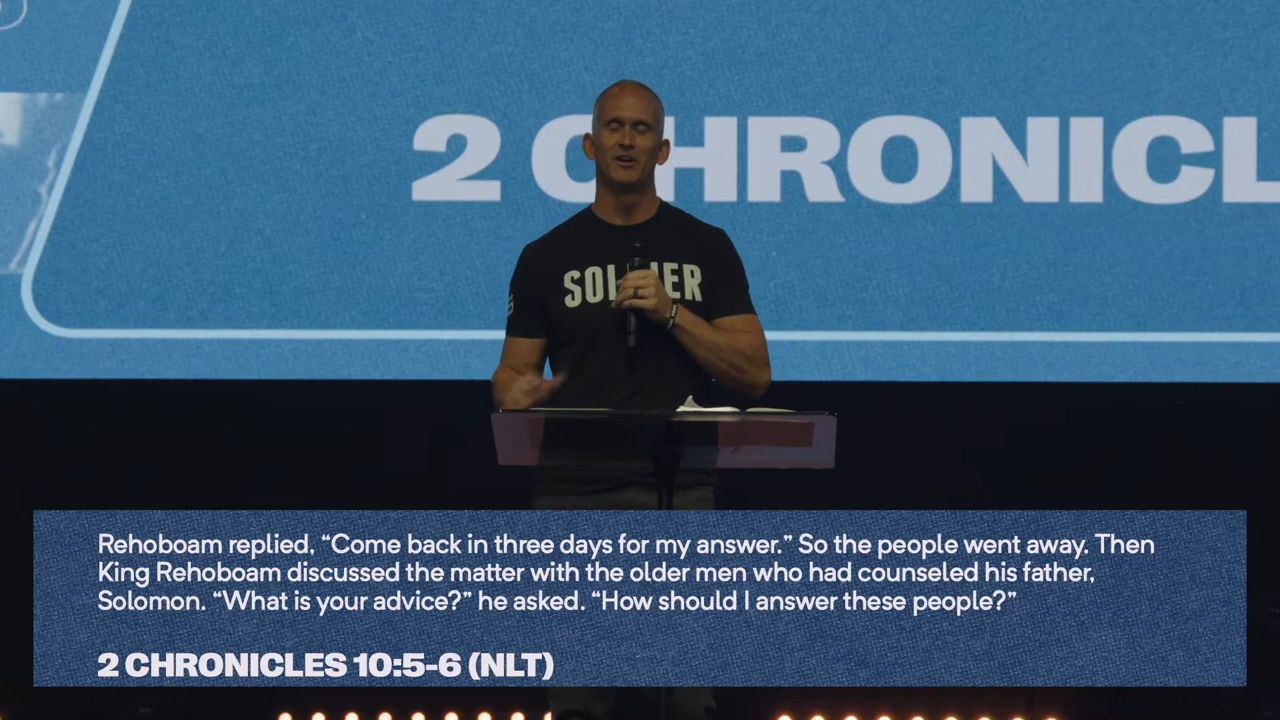 2 CHRONICL
SOLDIER
Rehoboam replied, “Come back in three days for my answer.” So the people went away. Then
King Rehoboam discussed the matter with the older men who had counseled his father,
Solomon. “What is your advice?” he asked. “How should I answer these people?”
2 CHRONICLES 10:5-6 (NLT)